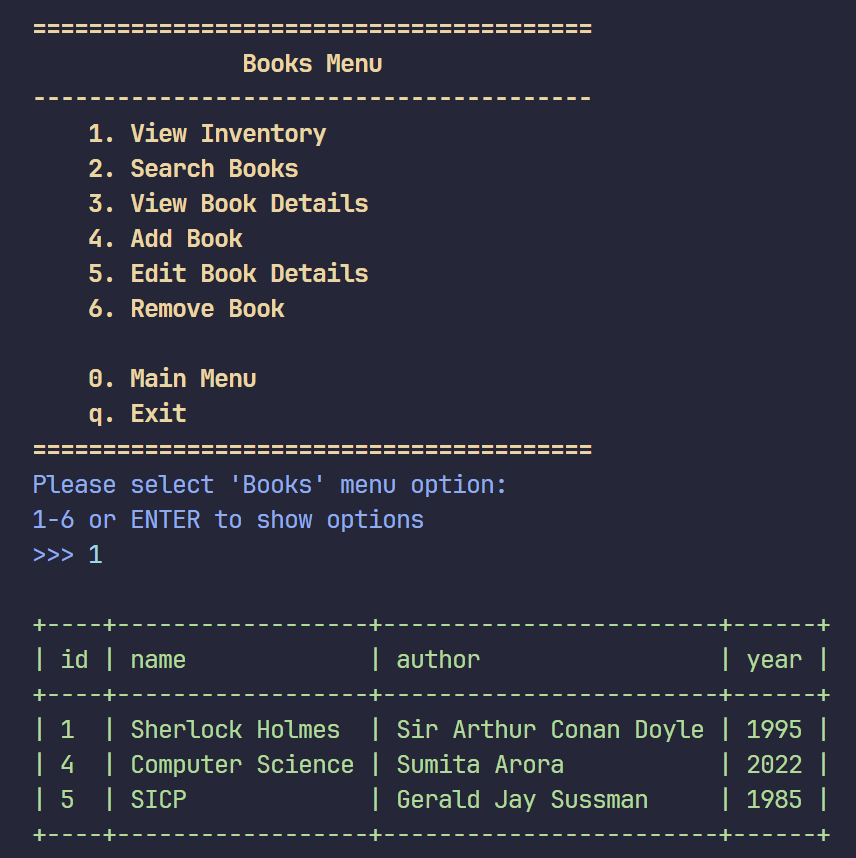 ========================================
               Books Menu
----------------------------------------
    1. View Inventory
    2. Search Books
    3. View Book Details
    4. Add Book
    5. Edit Book Details
    6. Remove Book

    0. Main Menu
    q. Exit
========================================
Please select 'Books' menu option:
1-6 or ENTER to show options
>>> 1

+----+------------------+------------------------+------+
| id | name             | author                 | year |
+----+------------------+------------------------+------+
| 1  | Sherlock Holmes  | Sir Arthur Conan Doyle | 1995 |
| 4  | Computer Science | Sumita Arora           | 2022 |
| 5  | SICP             | Gerald Jay Sussman     | 1985 |
+----+------------------+------------------------+------+